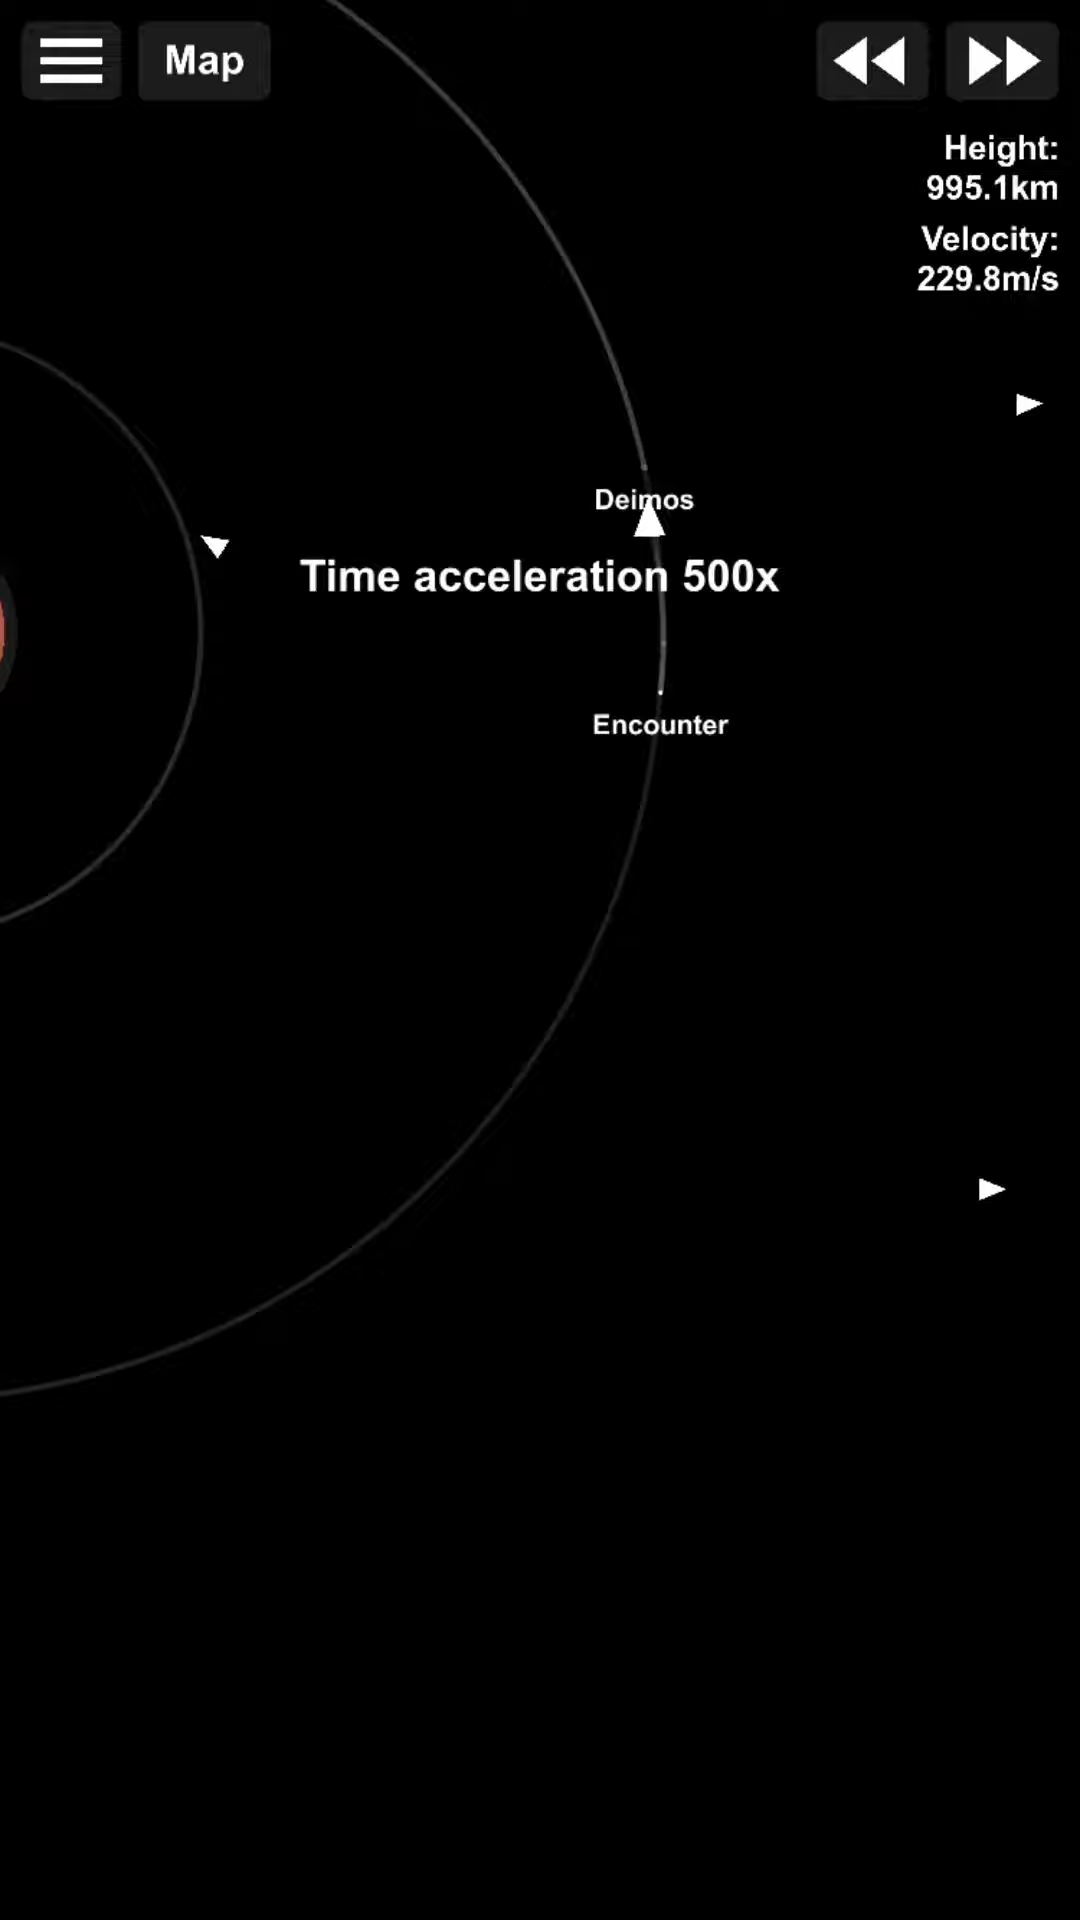 Map
Height:
995.1km
Velocity:
229.8m/s
Deimos
Time acceleration 500x
Encounter